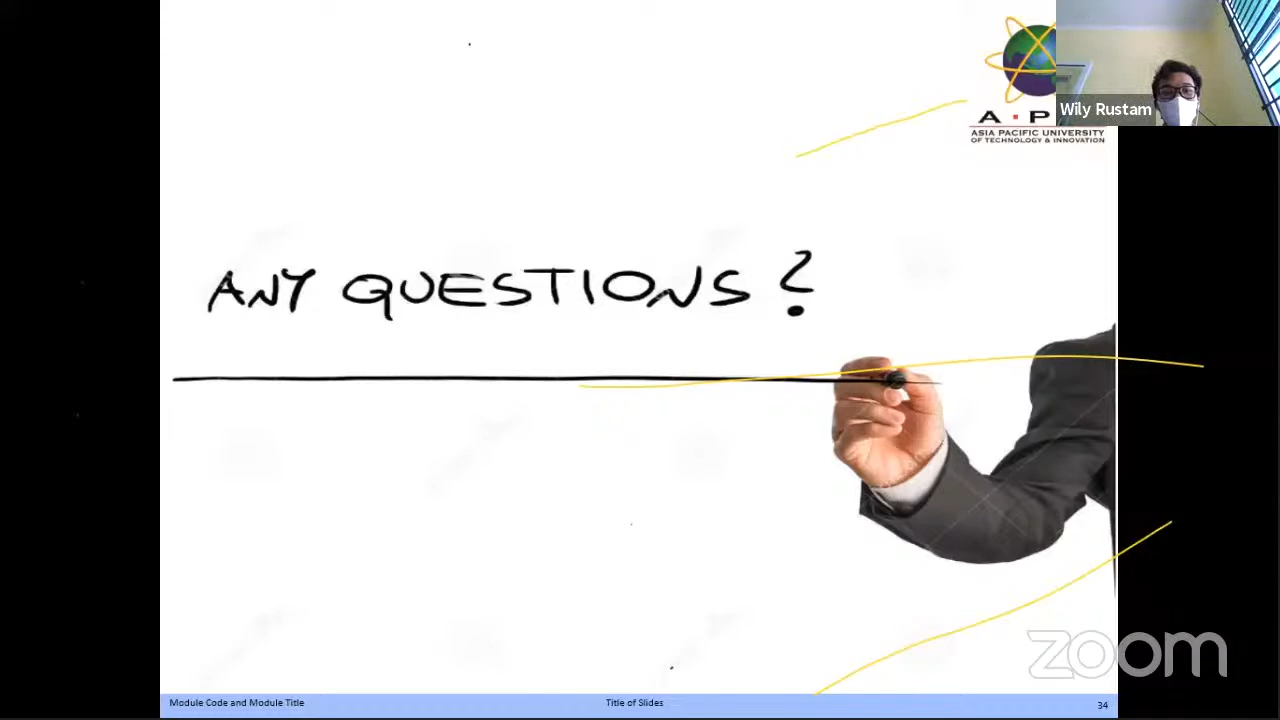 A · P
ASIA PACIFIC UNIVERSITY
OF TECHNOLOGY & INNOVATION
Wily Rustam
ANY QUESTIONS?
zoom
Module Code and Module Title
Title of Slides
34